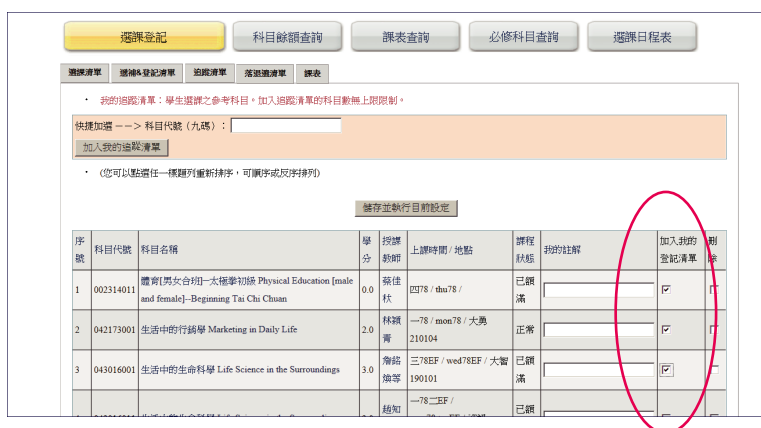 選課登記 科目餘額查詢 課表查詢 必修科目查詢 選課日程表
選課清單 遞補&登記清單 追蹤清單 落選選清單 課表
• 我的追蹤清單：學生選課之參考科目。加入追蹤清單的科目數無上限限制。
快捷加選 －－> 科目代號（九碼）：
加入我的追蹤清單
• (您可以點選任一標題列重新排序，可順序或反序排列)
儲存並執行目前設定
序號 科目代號 科目名稱 學分 授課教師 上課時間 / 地點 課程狀態 我的註解 加入我的登記清單 刪除
1 002314011 體育[男女合班]─太極拳初級 Physical Education [male and female]--Beginning Tai Chi Chuan 0.0 蔡佳秋 四78 / thu78 / 已額滿
2 042173001 生活中的行銷學 Marketing in Daily Life 2.0 林穎青 一78 / mon78 / 大勇 210104 正常
3 043016001 生活中的生命科學 Life Science in the Surroundings 3.0 詹銘煥等 三78EF / wed78EF / 大智 190101 已額滿
趙知 一78二EF / 已額